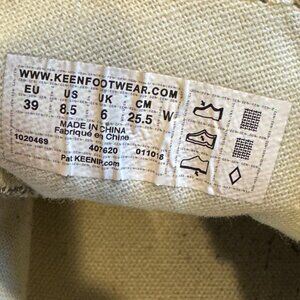 WWW.KEENFOOTWEAR.COM
EU US UK CM
39 8.5 6 25.5 W
MADE IN CHINA
Fabriqué en Chine
1020469 407620 011018
Pat KEENIP.com